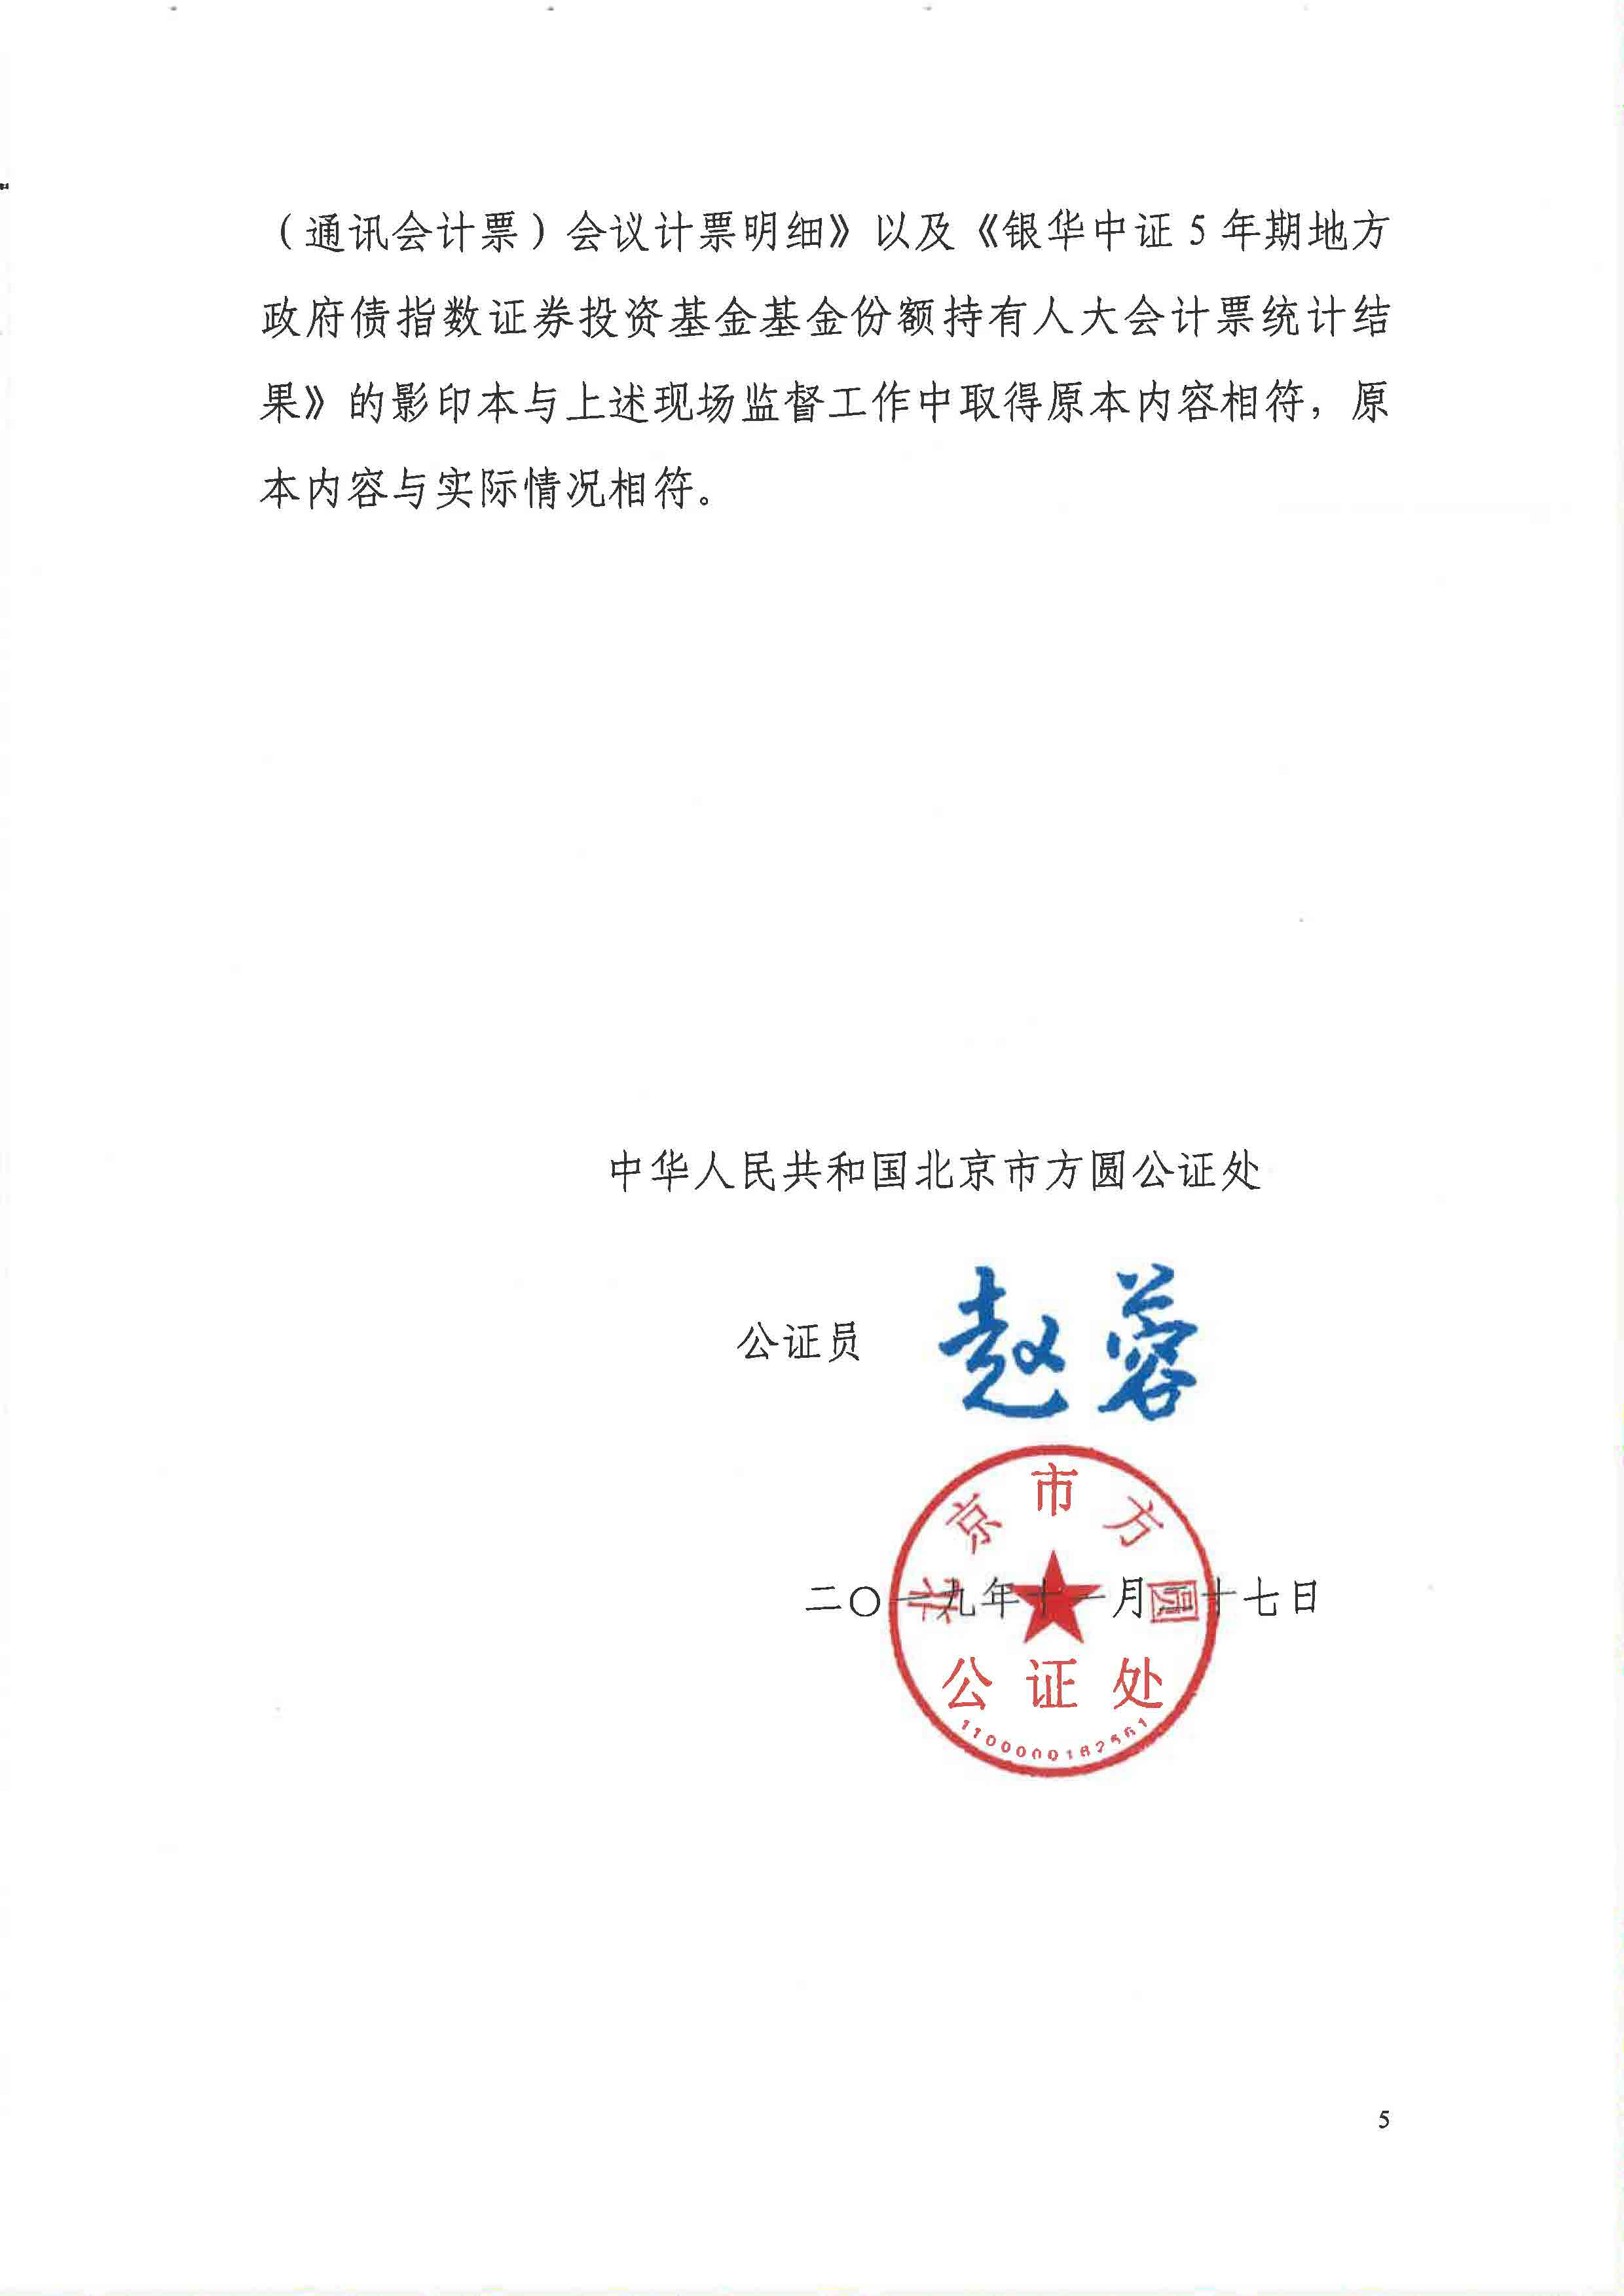 （通讯会计票）会议计票明细》以及《银华中证 5 年期地方
政府债指数证券投资基金基金份额持有人大会计票统计结
果》的影印本与上述现场监督工作中取得原本内容相符，原
本内容与实际情况相符。
中华人民共和国北京市方圆公证处
公证员 赵蓉
二〇一九年十一月二十七日
北京市方圆
公证处
5